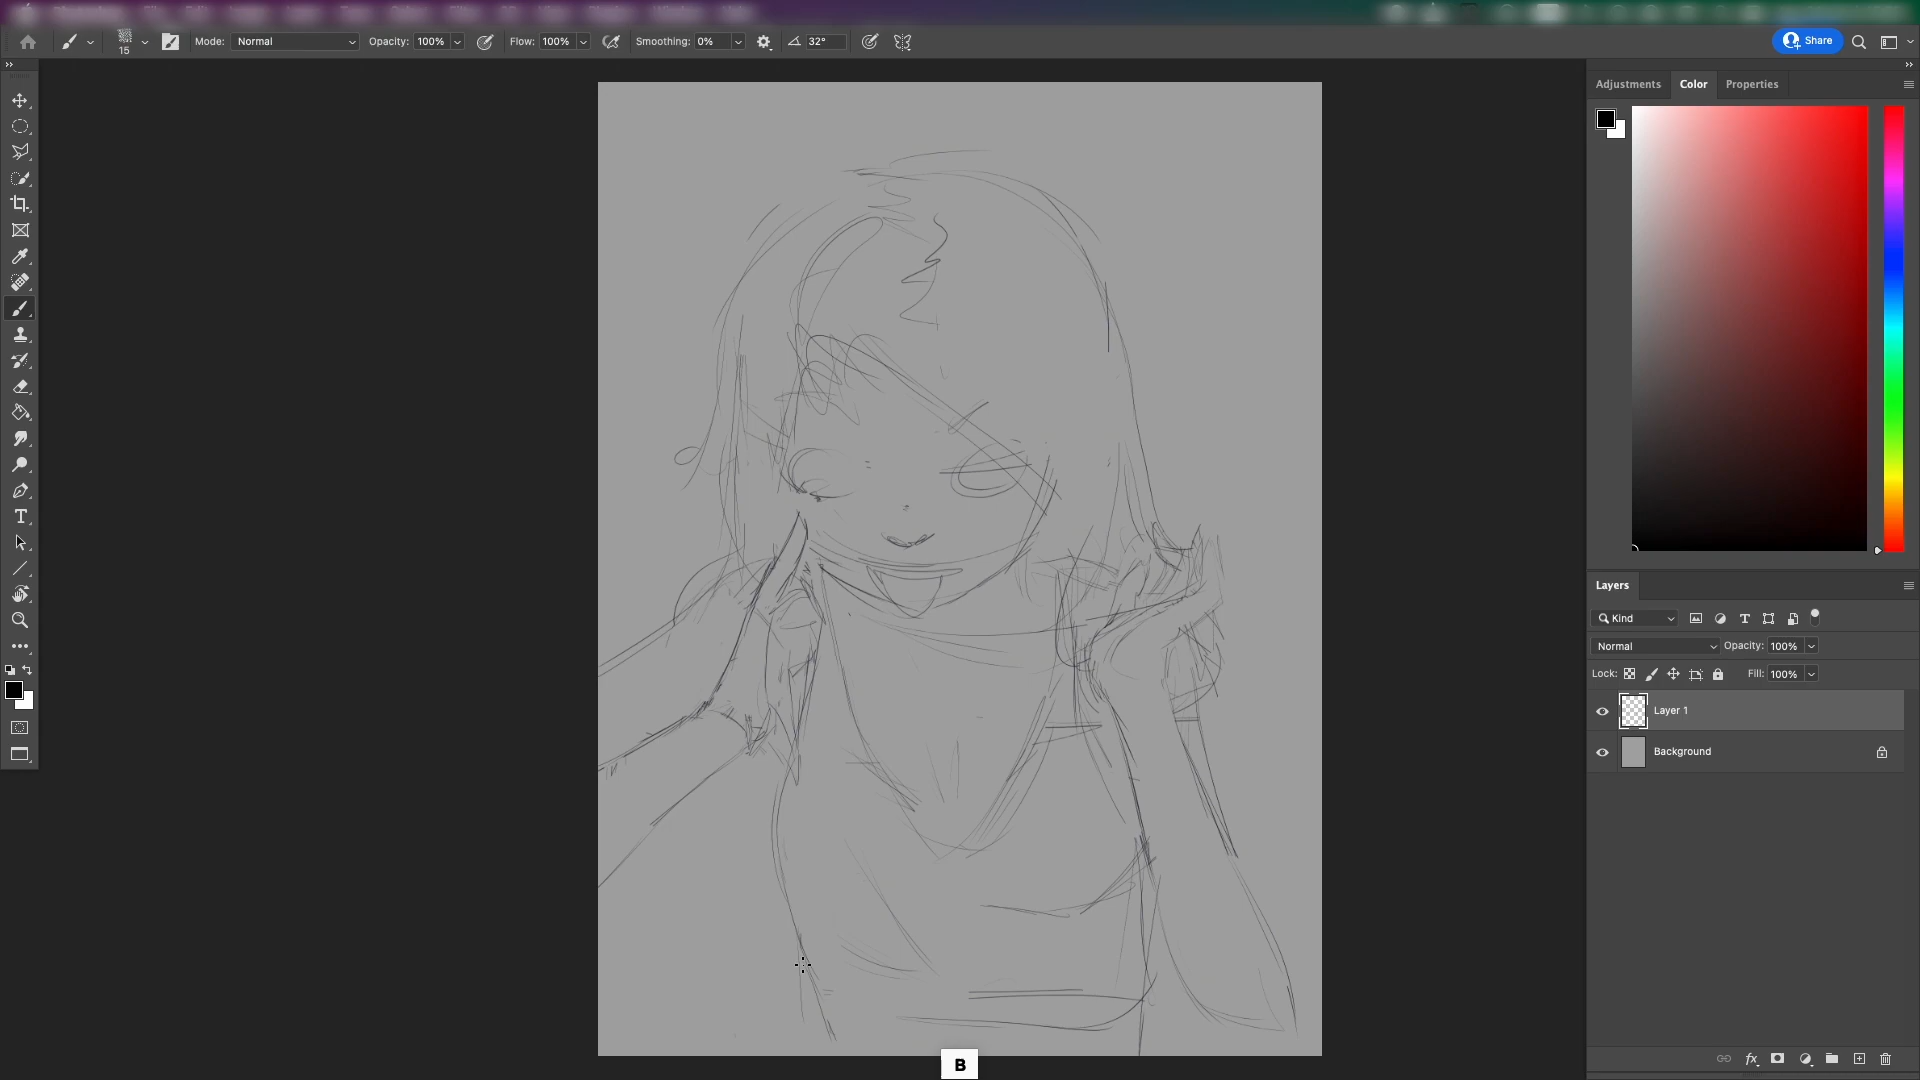 15
Mode: Normal
Opacity: 100%
Flow: 100%
Smoothing: 0%
32°
Share
Adjustments
Color
Properties
Layers
Kind
Normal
Opacity: 100%
Lock:
Fill: 100%
Layer 1
Background
B